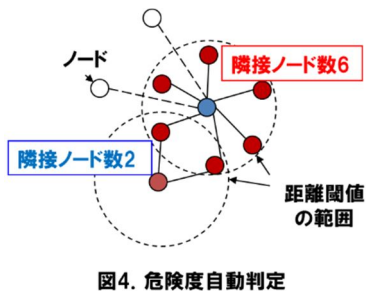 ノード
隣接ノード数6
隣接ノード数2
距離閾値
の範囲
図4. 危険度自動判定